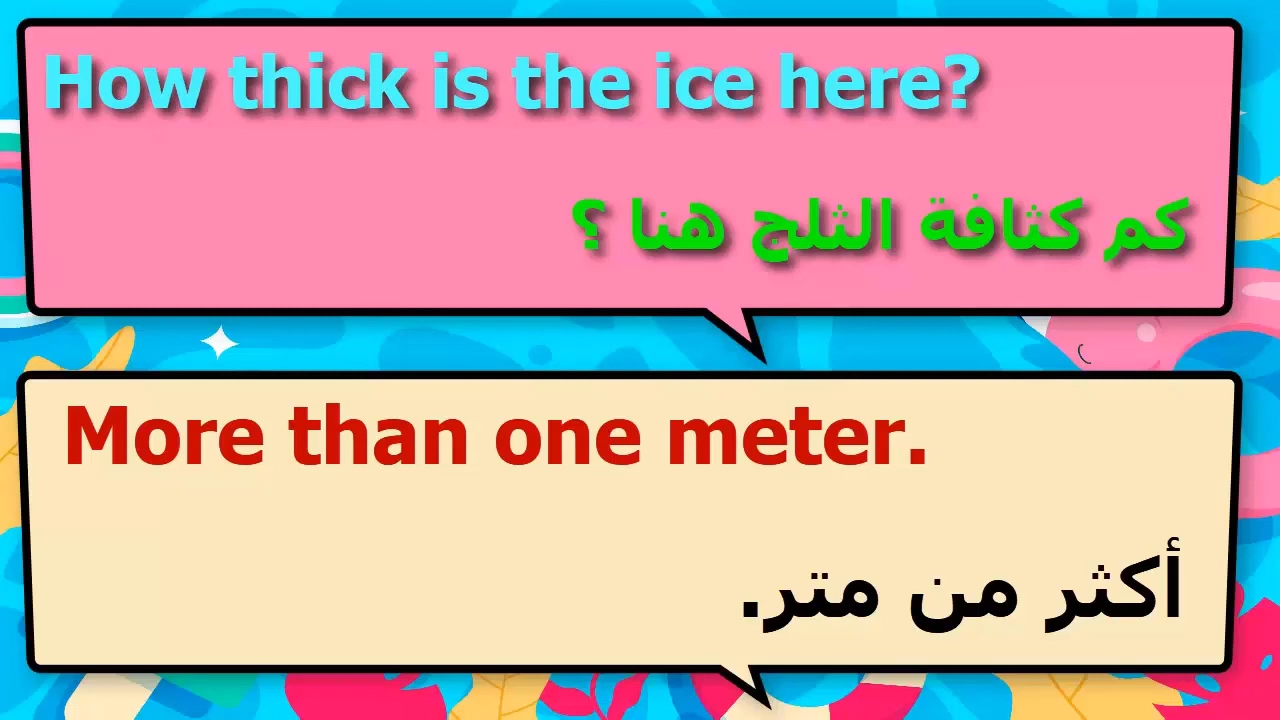 How thick is the ice here?
كم كثافة الثلج هنا ؟
More than one meter.
أكثر من متر.